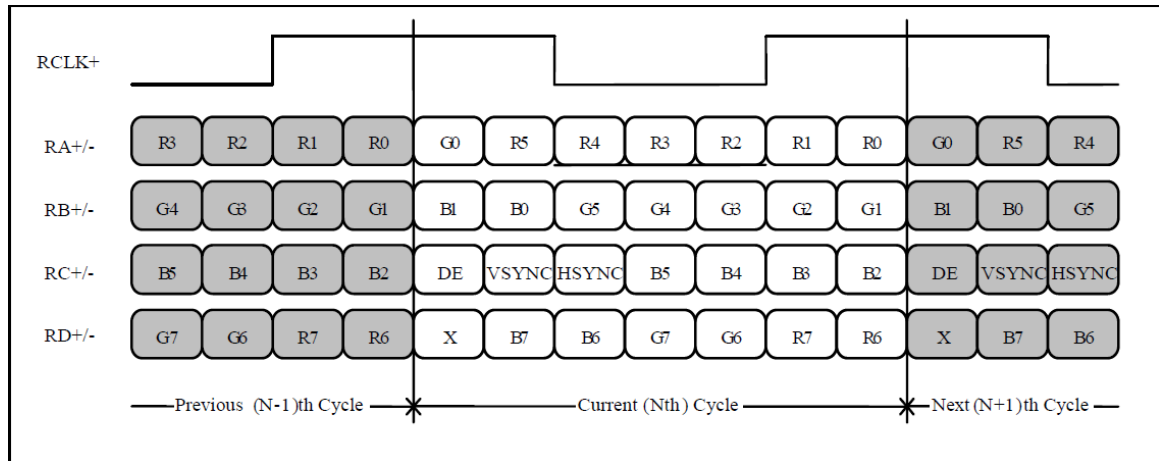 RCLK+
RA+/- R3 R2 R1 R0 G0 R5 R4 R3 R2 R1 R0 G0 R5 R4
RB+/- G4 G3 G2 G1 B1 B0 G5 G4 G3 G2 G1 B1 B0 G5
RC+/- B5 B4 B3 B2 DE VSYNC HSYNC B5 B4 B3 B2 DE VSYNC HSYNC
RD+/- G7 G6 R7 R6 X B7 B6 G7 G6 R7 R6 X B7 B6
Previous (N-1)th Cycle Current (Nth) Cycle Next (N+1)th Cycle